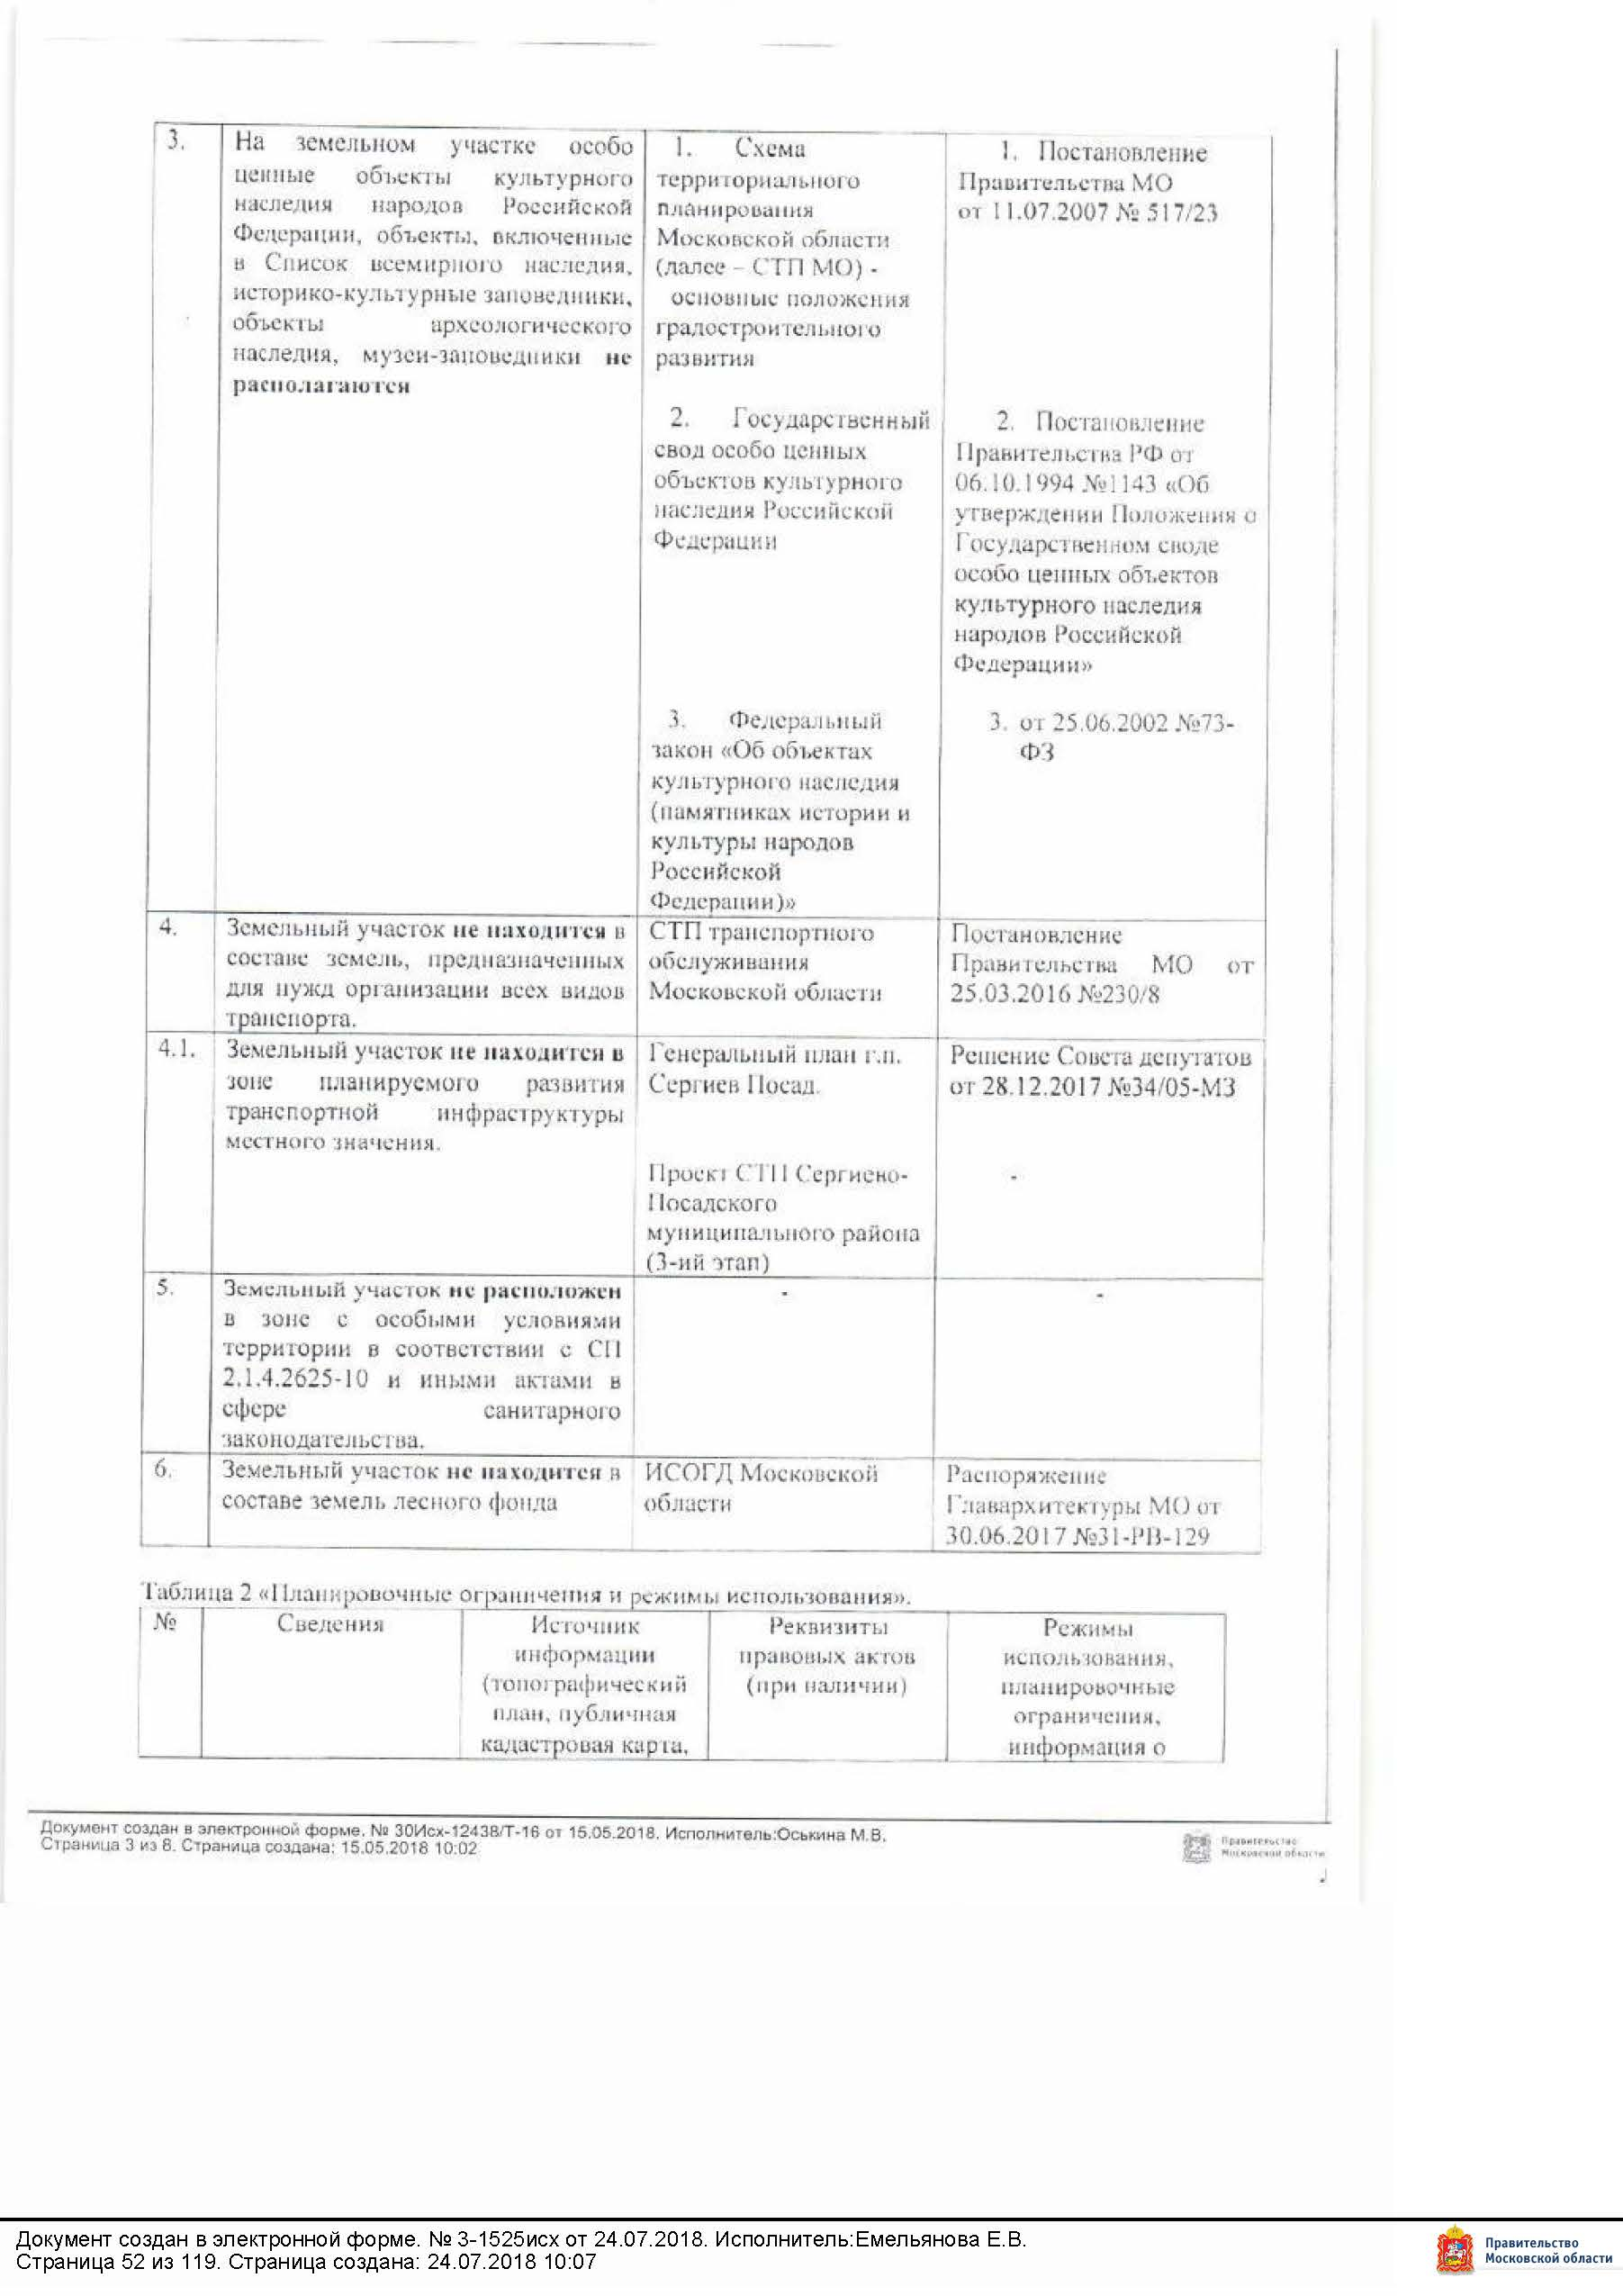 3.
На земельном участке особо
ценные объекты культурного
наследия народов Российской
Федерации, объекты, включенные
в Список всемирного наследия,
историко-культурные заповедники,
объекты археологического
наследия, музеи-заповедники не
располагаются
1. Схема
территориального
планирования
Московской области
(далее – СТП МО) -
основные положения
градостроительного
развития
2. Государственный
свод особо ценных
объектов культурного
наследия Российской
Федерации
3. Федеральный
закон «Об объектах
культурного наследия
(памятниках истории и
культуры народов
Российской
Федерации)»
1. Постановление
Правительства МО
от 11.07.2007 № 517/23
2. Постановление
Правительства РФ от
06.10.1994 №1143 «Об
утверждении Положения о
Государственном своде
особо ценных объектов
культурного наследия
народов Российской
Федерации»
3. от 25.06.2002 №73-
ФЗ
4.
Земельный участок не находится в
составе земель, предназначенных
для нужд организации всех видов
транспорта.
СТП транспортного
обслуживания
Московской области
Постановление
Правительства МО от
25.03.2016 №230/8
4.1.
Земельный участок не находится в
зоне планируемого развития
транспортной инфраструктуры
местного значения.
Генеральный план г.п.
Сергиев Посад.
Проект СТП Сергиево-
Посадского
муниципального района
(3-ий этап)
Решение Совета депутатов
от 28.12.2017 №34/05-МЗ
-
5.
Земельный участок не расположен
в зоне с особыми условиями
территории в соответствии с СП
2.1.4.2625-10 и иными актами в
сфере санитарного
законодательства.
-
-
6.
Земельный участок не находится в
составе земель лесного фонда
ИСОГД Московской
области
Распоряжение
Главархитектуры МО от
30.06.2017 №31-РВ-129
Таблица 2 «Планировочные ограничения и режимы использования».
№
Сведения
Источник
информации
(топографический
план, публичная
кадастровая карта,
Реквизиты
правовых актов
(при наличии)
Режимы
использования,
планировочные
ограничения,
информация о
Документ создан в электронной форме. № 30Исх-12438/Т-16 от 15.05.2018. Исполнитель:Оськина М.В.
Страница 3 из 8. Страница создана: 15.05.2018 10:02
Правительство
Московской области
Документ создан в электронной форме. № 3-1525исх от 24.07.2018. Исполнитель:Емельянова Е.В.
Страница 52 из 119. Страница создана: 24.07.2018 10:07
Правительство
Московской области